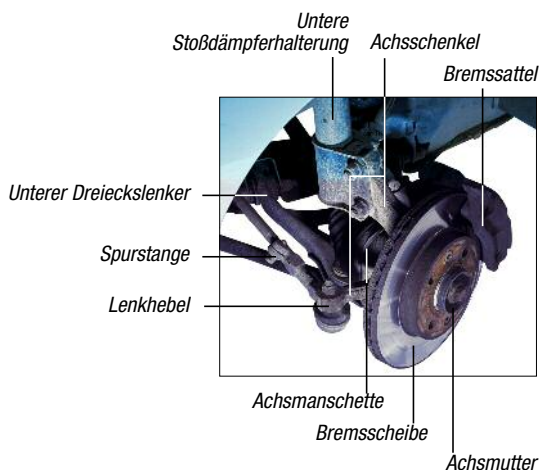 Untere
Stoßdämpferhalterung
Achsschenkel
Bremssattel
Unterer Dreieckslenker
Spurstange
Lenkhebel
Achsmanschette
Bremsscheibe
Achsmutter